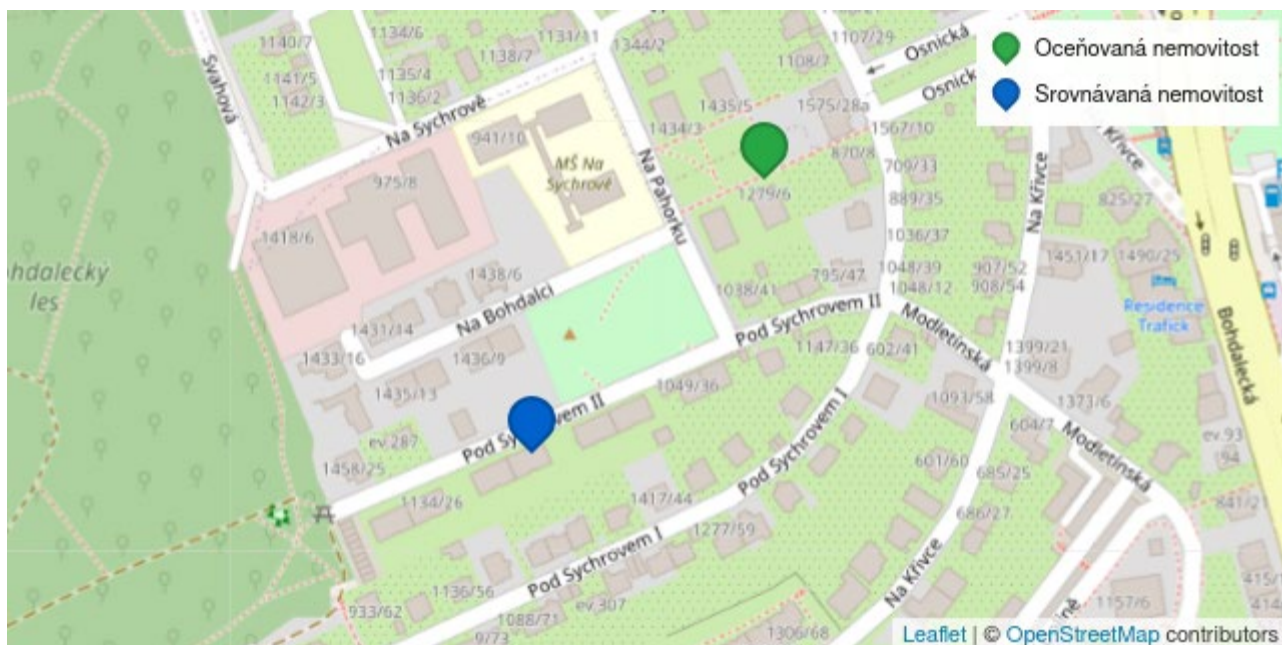 Oceňovaná nemovitost
Srovnávaná nemovitost
1140/7
1134/6
1138/7
1131/11
1344/2
1107/29
Osnická
1141/5
1135/4
1108/7
1142/3
1136/2
Svahová
Na Sychrově
941/10
1435/5
1575/28a
Osnic
1434/3
1567/10
Křivce
MŠ Na
Sychrově
Na Pahorku
870/8
709/33
975/8
1279/6
889/35
Na Křivce
825/27
1418/6
1036/37
1451/17
1490/25
ohdalecký
les
1438/6
795/47
1048/39
907/52
1048/12
908/54
Residence
Trafick
Na Bohdalci
1038/41
Pod Sychrovem II
Bohdalecká
1431/14
1433/16
1436/9
1147/36
602/41
Modletínská
1399/21
1399/8
1435/13
1049/36
1093/58
1373/6
Pod Sychrovem II
ev.287
604/7
Modletínská
ev.93
94
1458/25
601/60
685/25
1134/26
1417/44
Pod Sychrovem I
841/21
1277/59
686/27
Pod Sychrovem I
Na Křivce
1136/56
ev.307
415/1
933/62
1088/71
1157/6
414
9/73
1306/68
Leaflet | © OpenStreetMap contributors